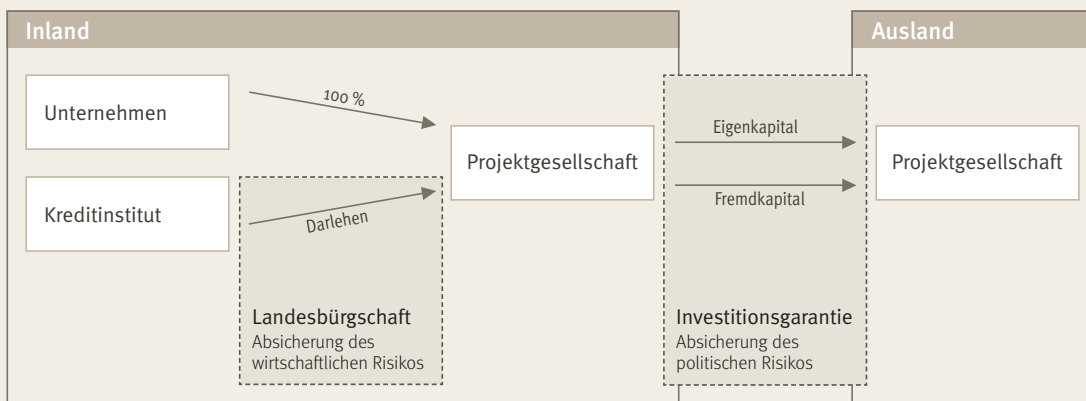 Inland
Ausland
Unternehmen
100 %
Eigenkapital
Projektgesellschaft
Projektgesellschaft
Kreditinstitut
Darlehen
Fremdkapital
Landesbürgschaft
Absicherung des
wirtschaftlichen Risikos
Investitionsgarantie
Absicherung des
politischen Risikos